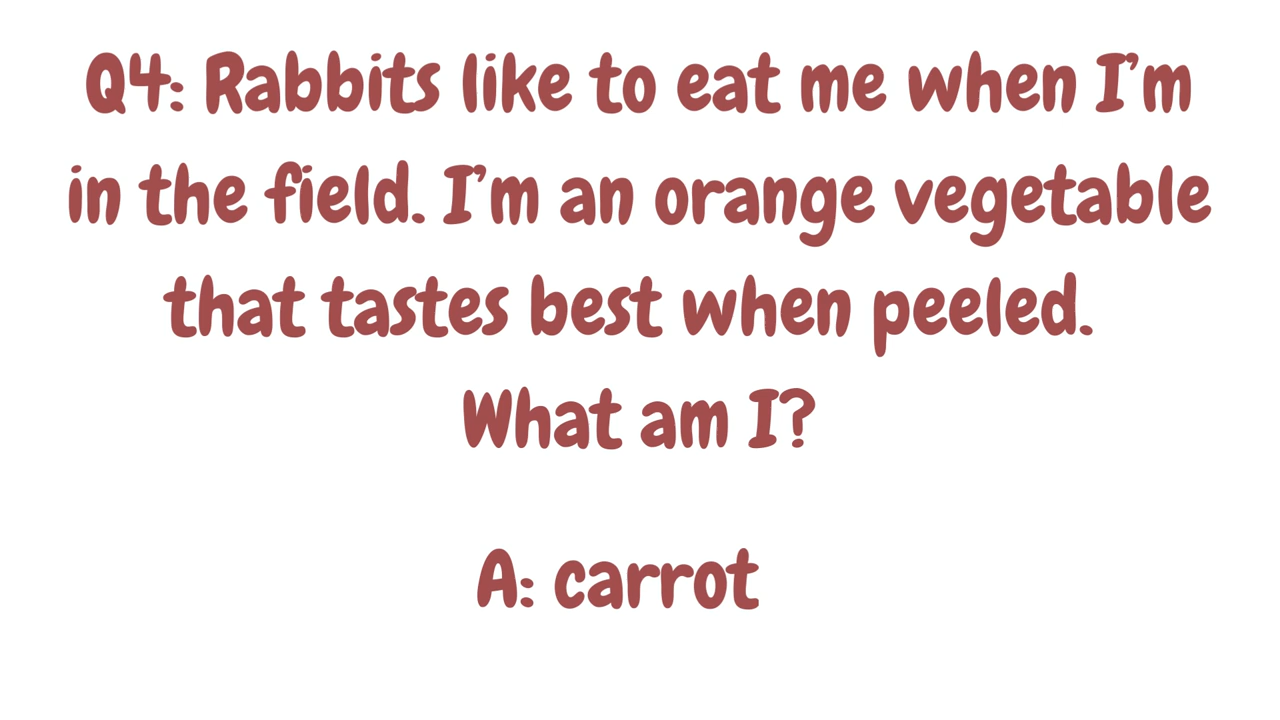 Q4: Rabbits like to eat me when I'm
in the field. I'm an orange vegetable
that tastes best when peeled.
What am I?
A: carrot